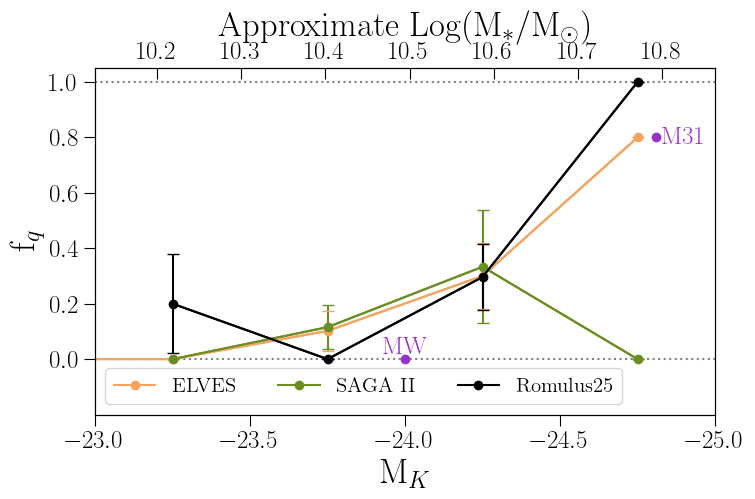 Approximate Log(M*/M☉)
10.2 10.3 10.4 10.5 10.6 10.7 10.8
1.0
0.8
0.6
0.4
0.2
0.0
f_q
M31
MW
ELVES SAGA II Romulus25
−23.0 −23.5 −24.0 −24.5 −25.0
M_K